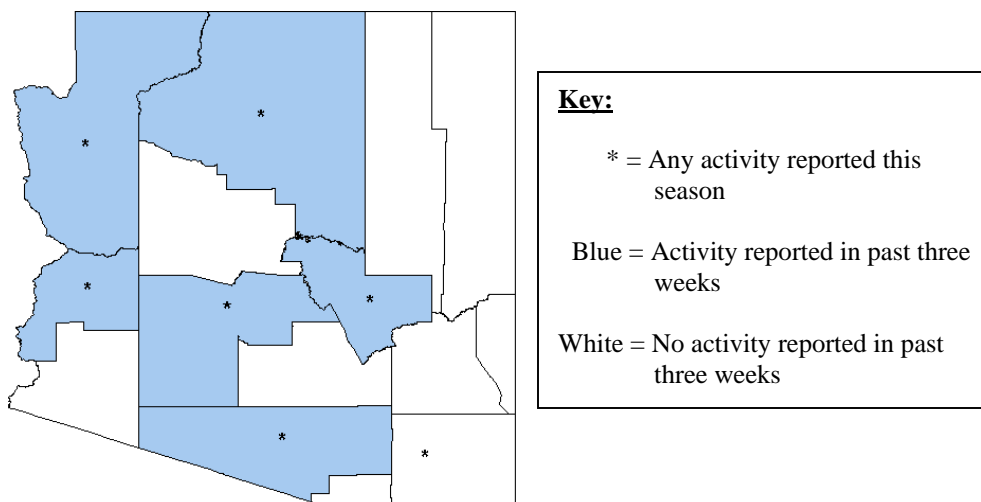 *
*
*
*
*
*
*
Key:
* = Any activity reported this
season
Blue = Activity reported in past three
weeks
White = No activity reported in past
three weeks